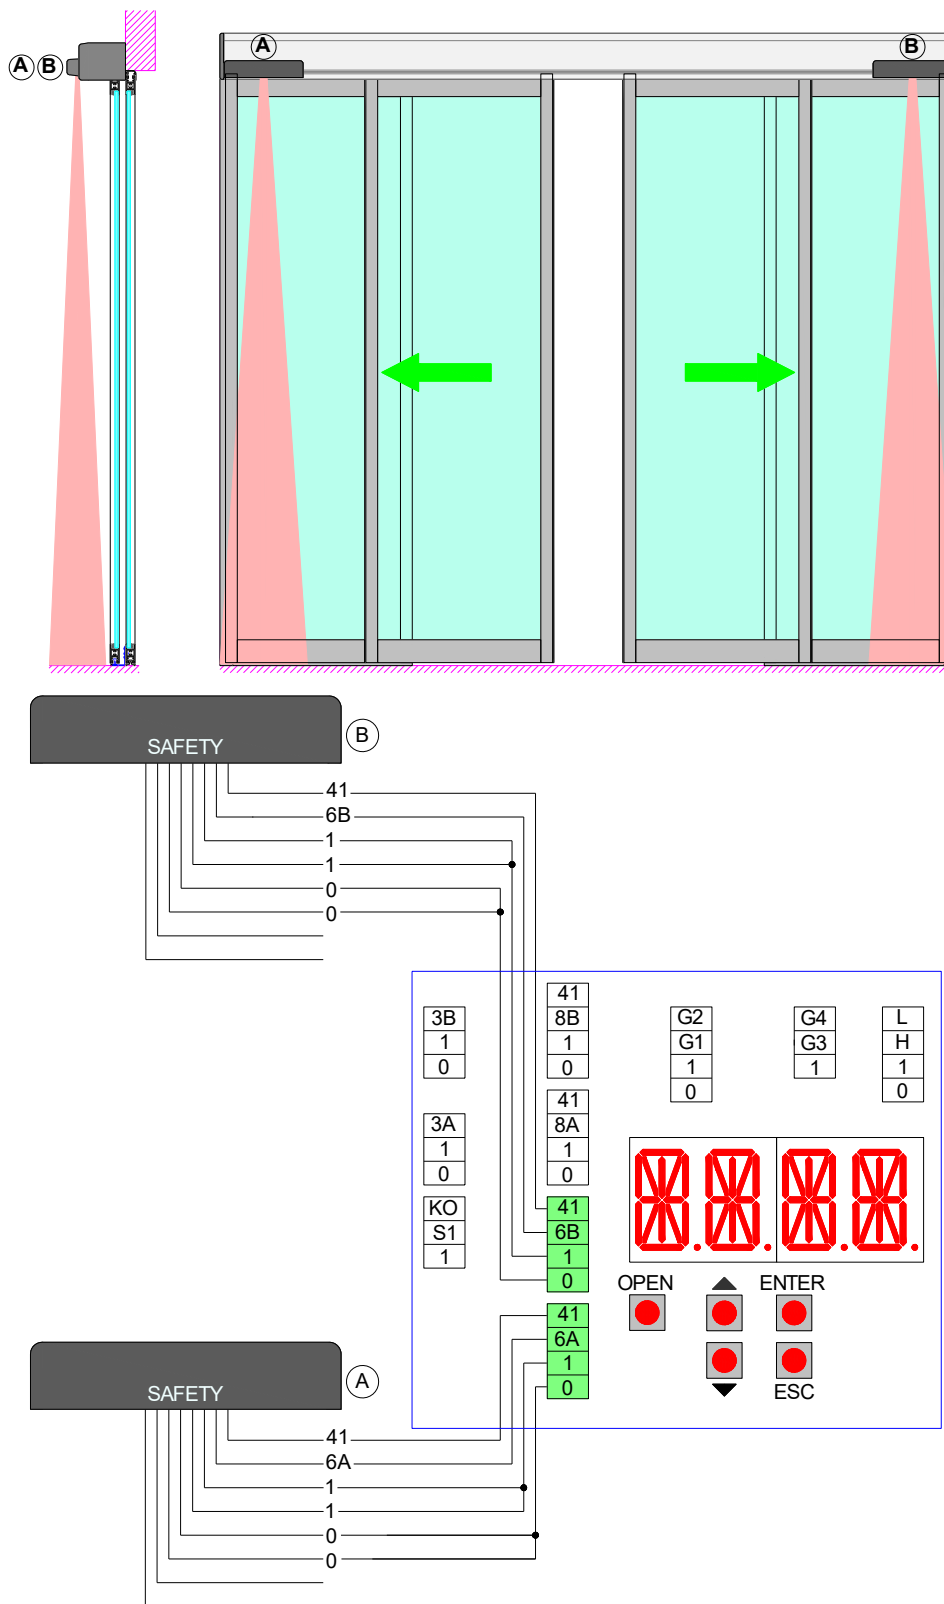 A B
A
B
SAFETY
B
41
6B
1
1
0
0
3B
1
0
41
8B
1
0
G2
G1
1
0
G4
G3
1
L
H
1
0
3A
1
0
41
8A
1
0
KO
S1
1
41
6B
1
0
OPEN
ENTER
ESC
41
6A
1
0
SAFETY
A
41
6A
1
1
0
0